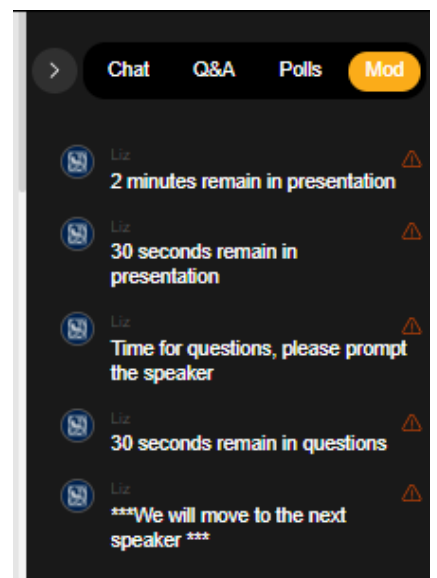 Chat Q&A Polls Mod
Liz
2 minutes remain in presentation
Liz
30 seconds remain in
presentation
Liz
Time for questions, please prompt
the speaker
Liz
30 seconds remain in questions
Liz
***We will move to the next
speaker ***